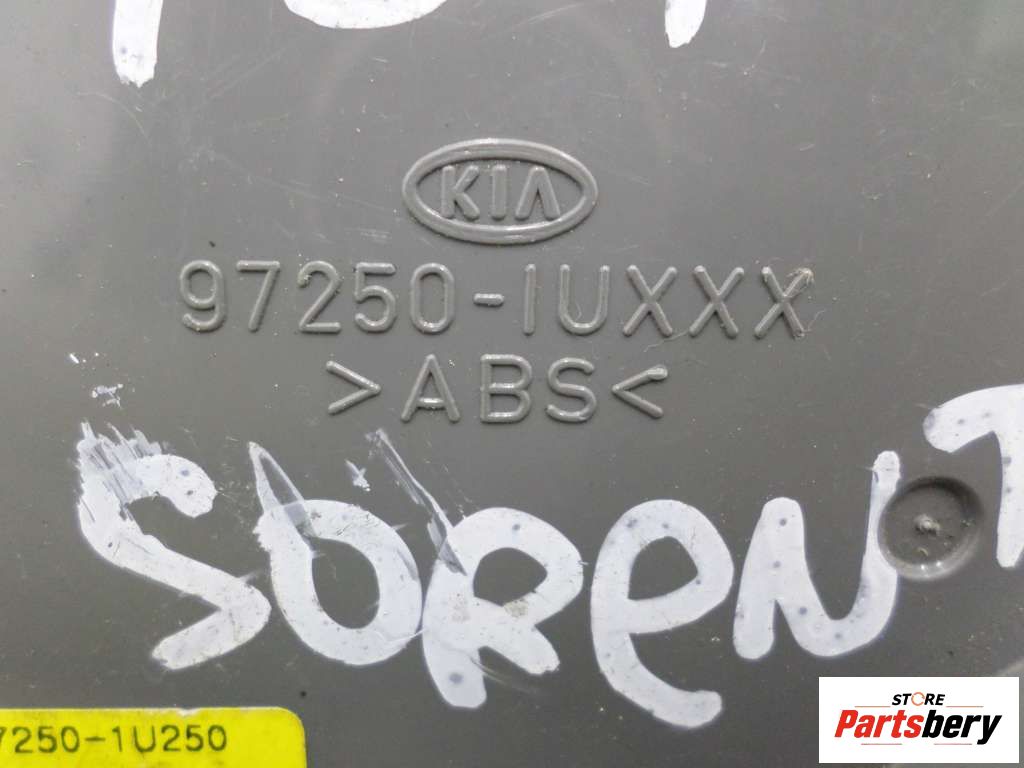 KIA
97250-1UXXX
>ABS<
SORENT
7250-1U250
STORE
Partsbery